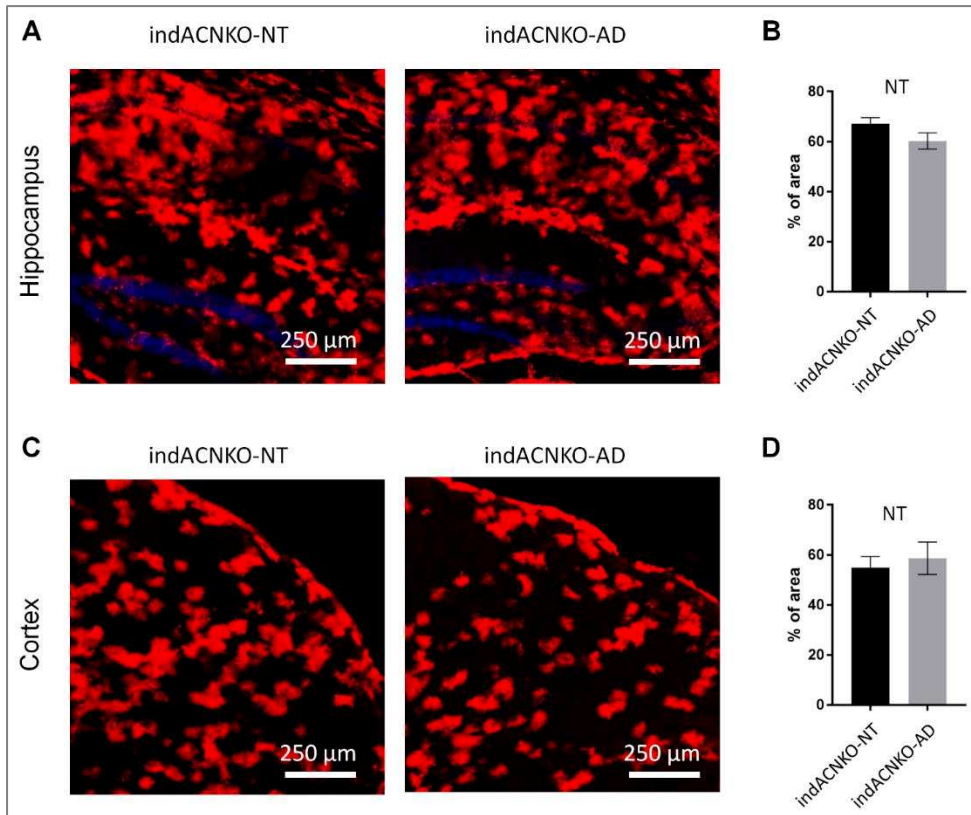 A
indACNKO-NT
indACNKO-AD
B
Hippocampus
250 µm
250 µm
NT
% of area
80
60
40
20
0
indACNKO-NT
indACNKO-AD
C
indACNKO-NT
indACNKO-AD
D
Cortex
250 µm
250 µm
NT
% of area
80
60
40
20
0
indACNKO-NT
indACNKO-AD